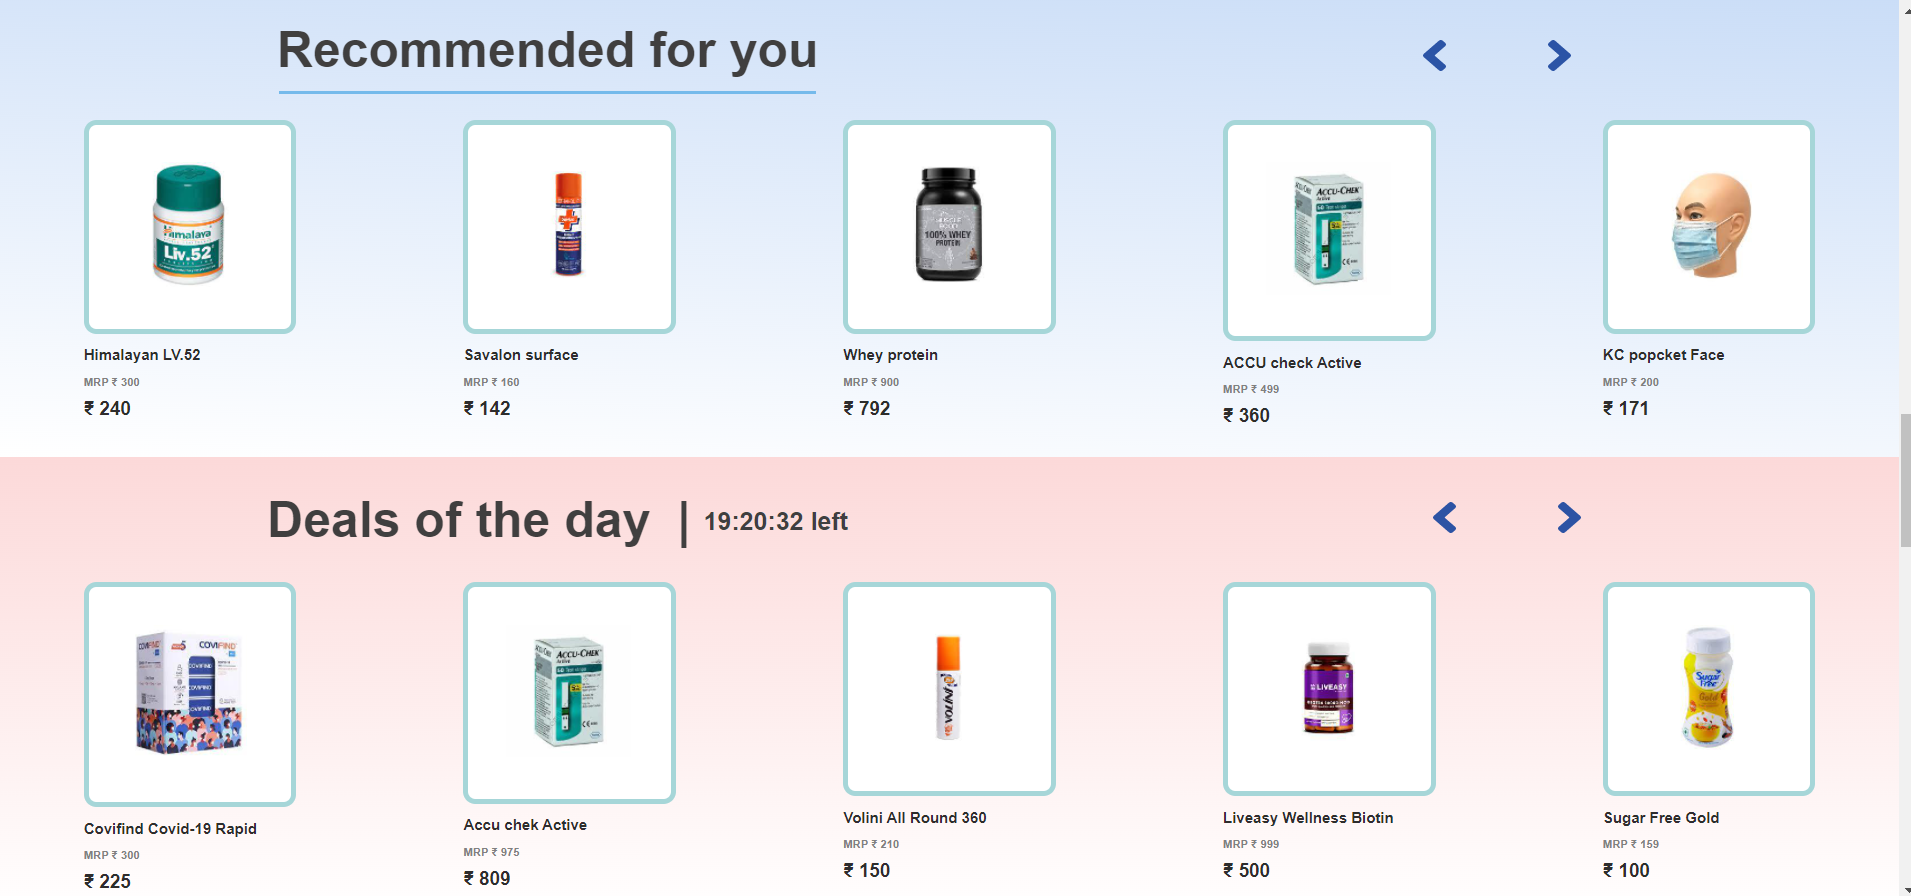 Recommended for you
Himalaya
Liv.52
100% WHEY
PROTEIN
ACCU-CHEK
Active
Himalayan LV.52
MRP ₹ 300
₹ 240
Savalon surface
MRP ₹ 160
₹ 142
Whey protein
MRP ₹ 900
₹ 792
ACCU check Active
MRP ₹ 499
₹ 360
KC popcket Face
MRP ₹ 200
₹ 171
Deals of the day | 19:20:32 left
COVIFIND
COVIFIND
COVIFIND
COVIFIND
COVIFIND
ACCU-CHEK
Active
VOLINI
LIVEASY
Sugar
Free
Gold
Covifind Covid-19 Rapid
MRP ₹ 300
₹ 225
Accu chek Active
MRP ₹ 975
₹ 809
Volini All Round 360
MRP ₹ 210
₹ 150
Liveasy Wellness Biotin
MRP ₹ 999
₹ 500
Sugar Free Gold
MRP ₹ 159
₹ 100